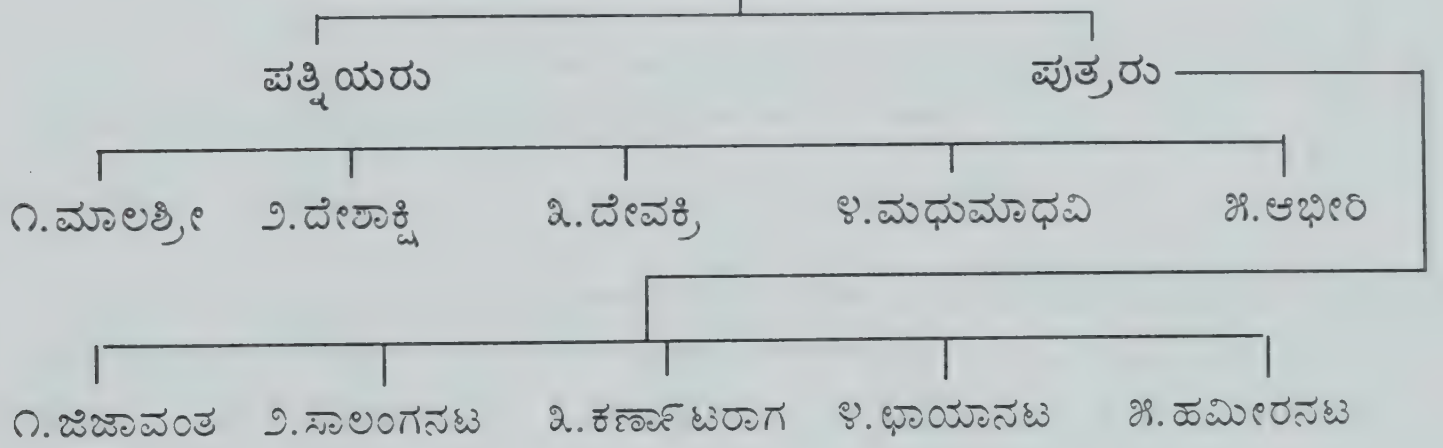 ಪತ್ನಿಯರು ಪುತ್ರರು
೧.ಮಾಲಶ್ರೀ ೨.ದೇಶಾಕ್ಷಿ ೩.ದೇವಕ್ರಿ ೪.ಮಧುಮಾಧವಿ ೫.ಆಭೀರಿ
೧.ಜಿಜಾವಂತ ೨.ಸಾಲಂಗನಟ ೩.ಕರ್ಣಾಟರಾಗ ೪.ಛಾಯಾನಟ ೫.ಹಮೀರನಟ